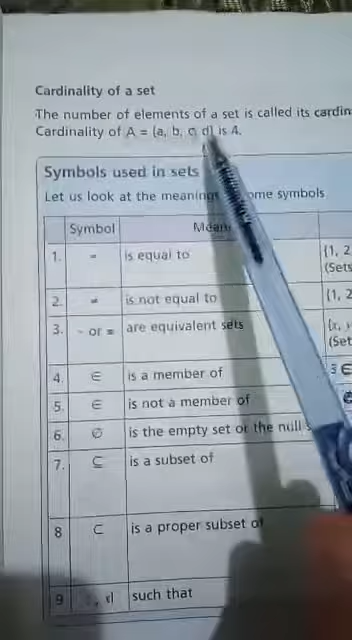 Cardinality of a set
The number of elements of a set is called its cardin
Cardinality of A = {a, b, c, d} is 4.
Symbols used in sets
Let us look at the meanings ome symbols
Symbol Mean
1. = is equal to {1, 2
(Sets
2. is not equal to {1, 2
3. or are equivalent sets
(Set
4. ∈ is a member of 3 ∈
5. ∈ is not a member of
6. ∅ is the empty set or the null
7. ⊆ is a subset of
8 ⊂ is a proper subset of
9 such that